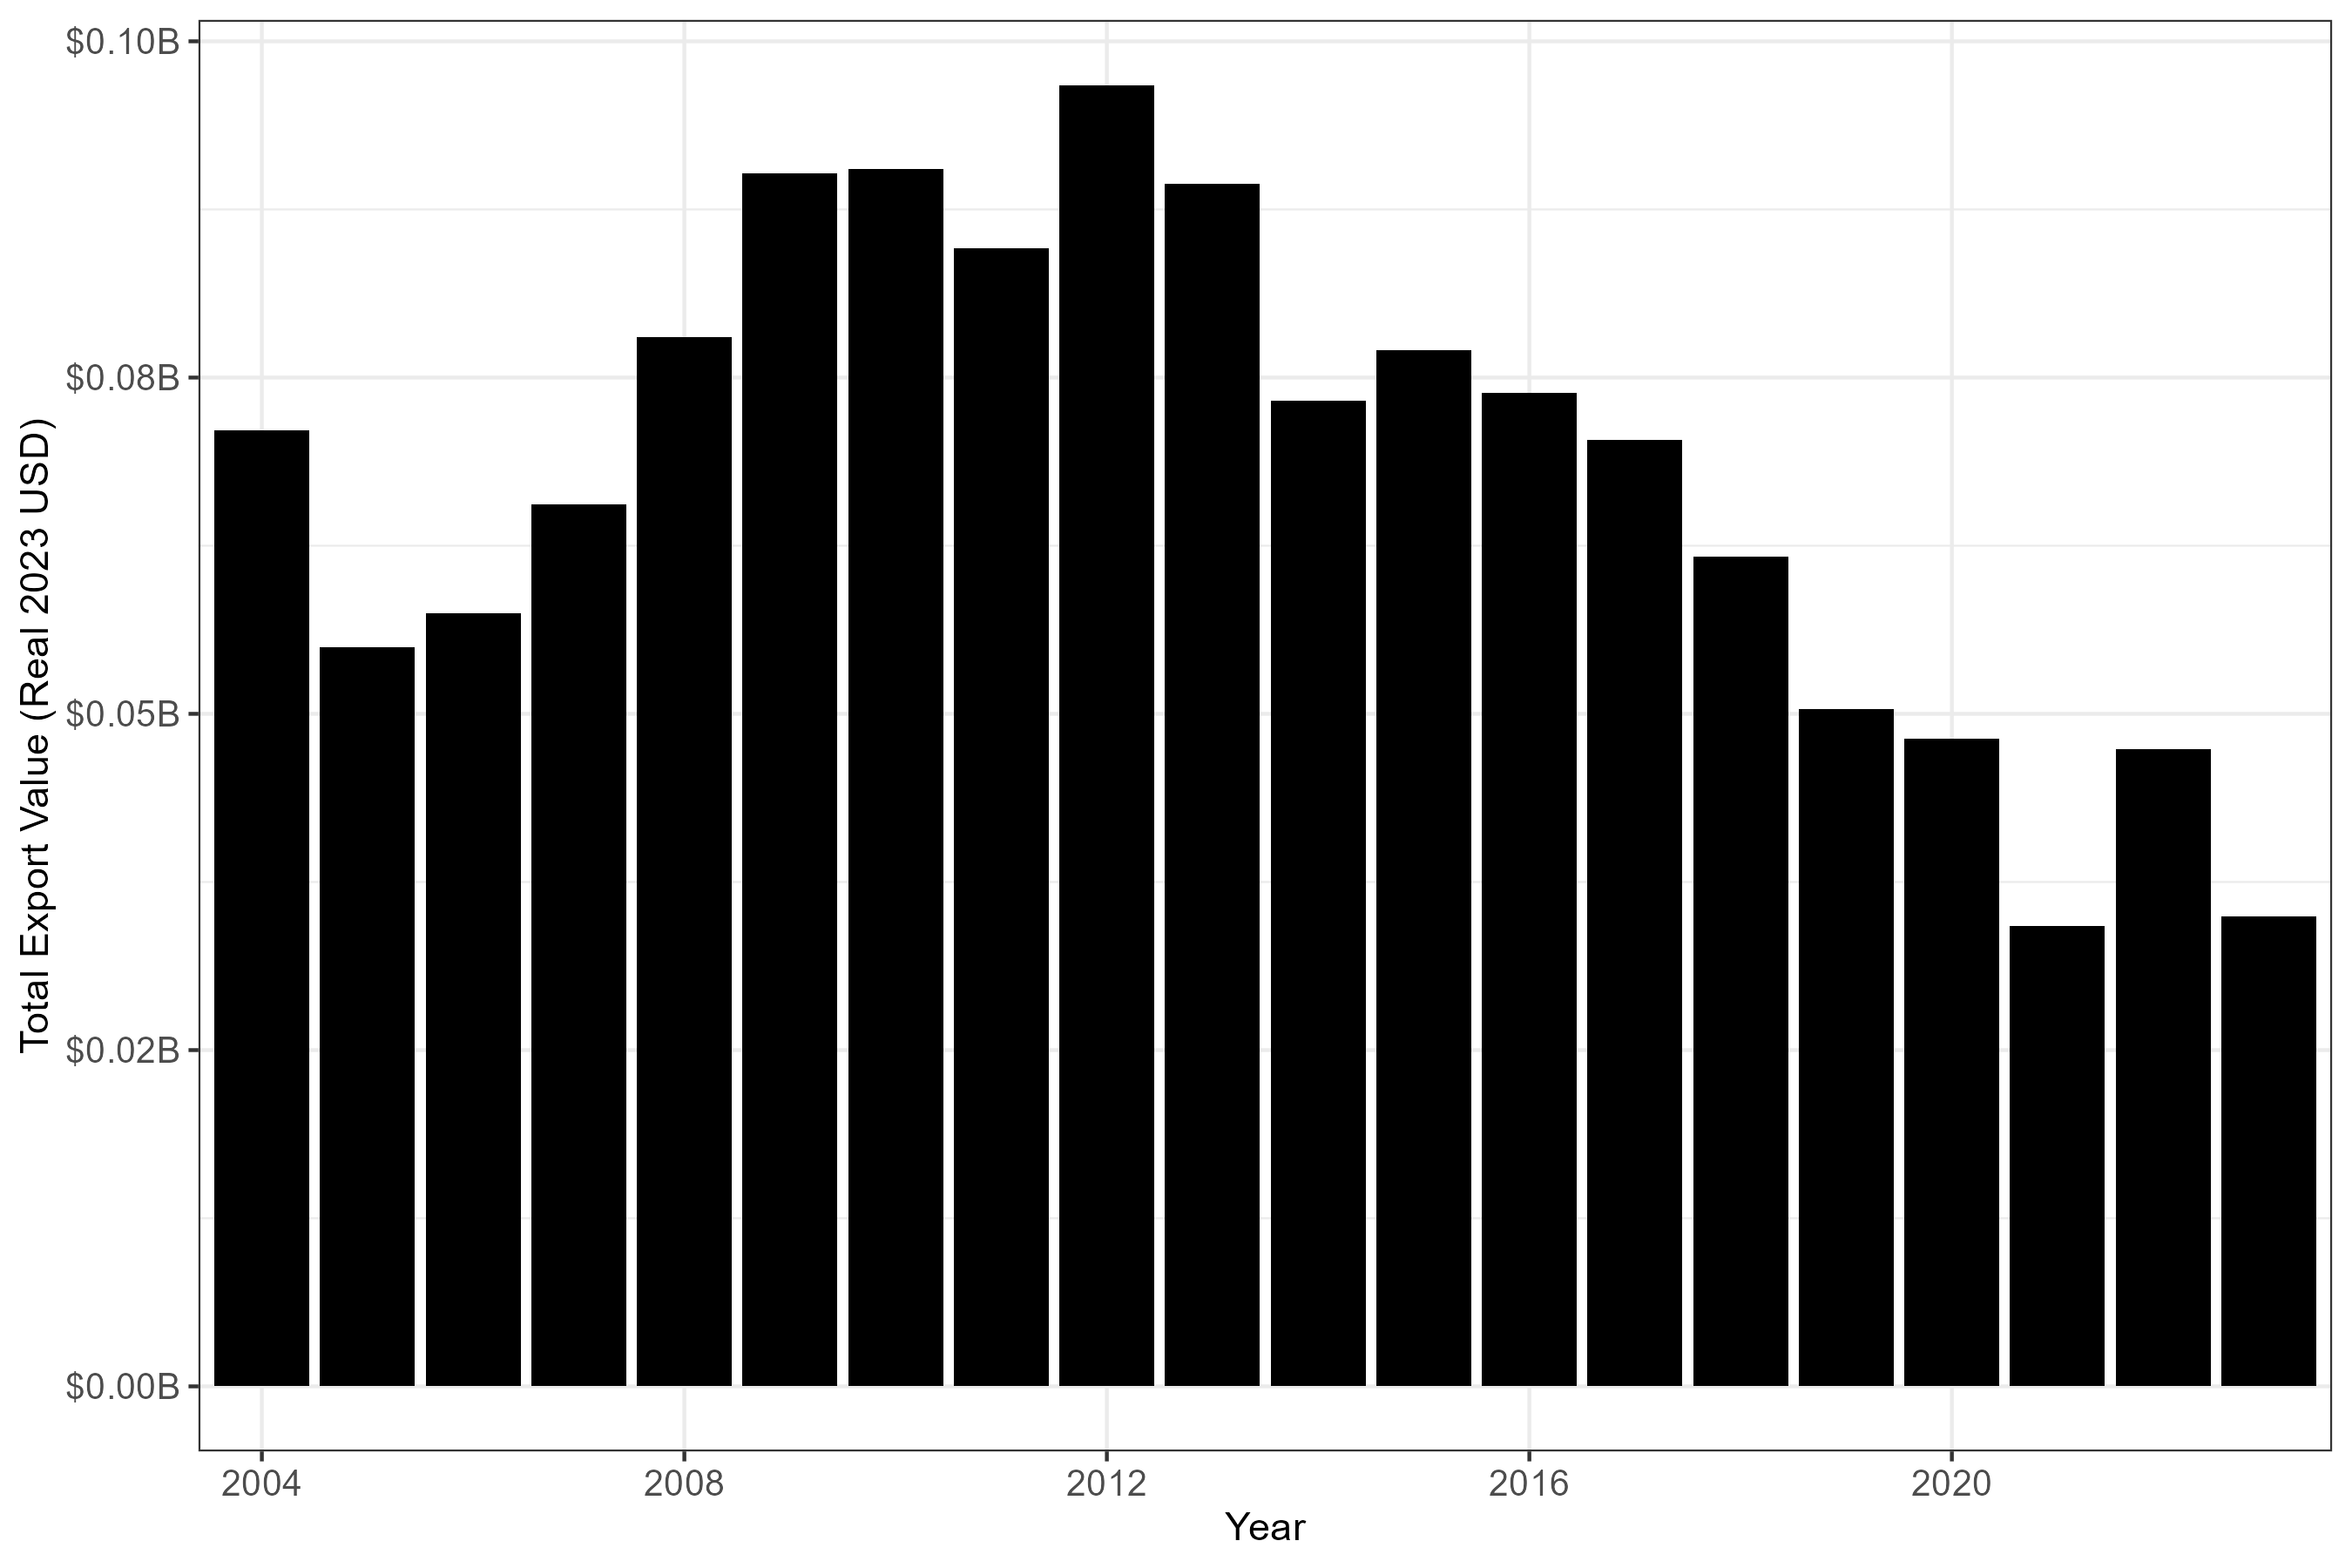 $0.10B
$0.08B
$0.05B
$0.02B
$0.00B
Total Export Value (Real 2023 USD)
2004
2008
2012
2016
2020
Year